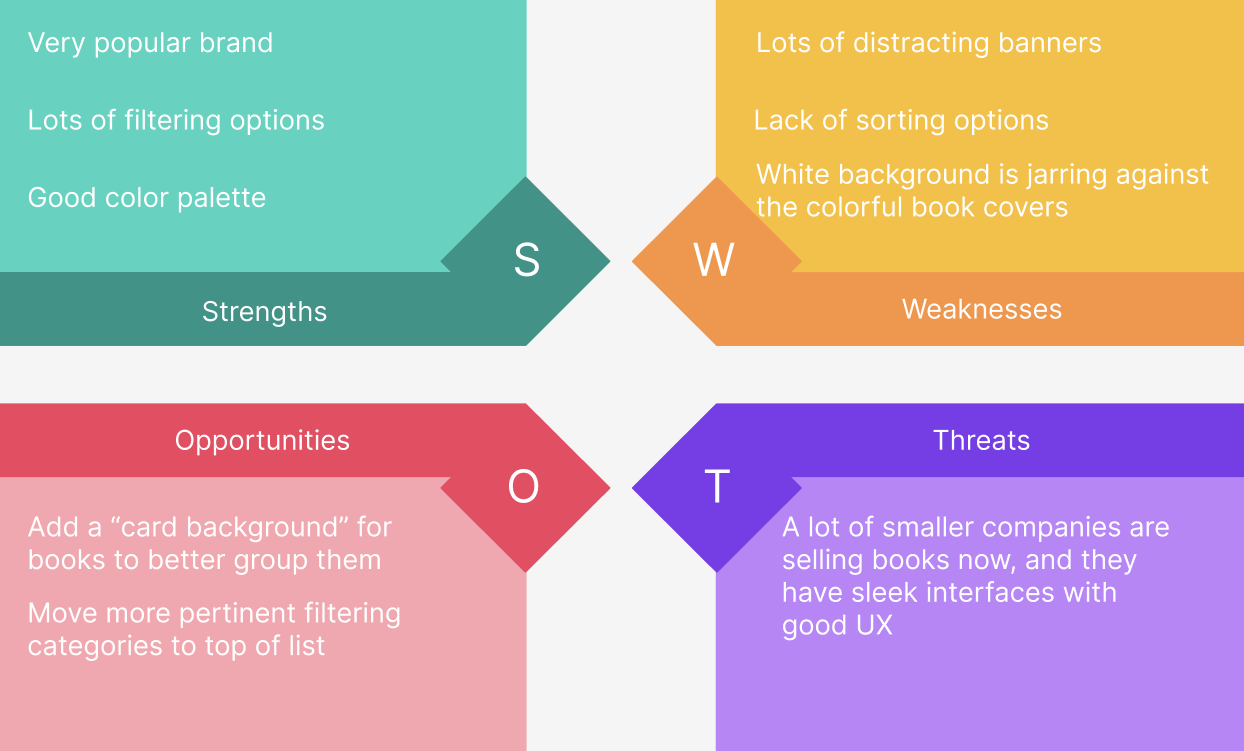 Very popular brand
Lots of filtering options
Good color palette
S
Strengths
Lots of distracting banners
Lack of sorting options
White background is jarring against
the colorful book covers
W
Weaknesses
Opportunities
O
Add a “card background” for
books to better group them
Move more pertinent filtering
categories to top of list
Threats
T
A lot of smaller companies are
selling books now, and they
have sleek interfaces with
good UX